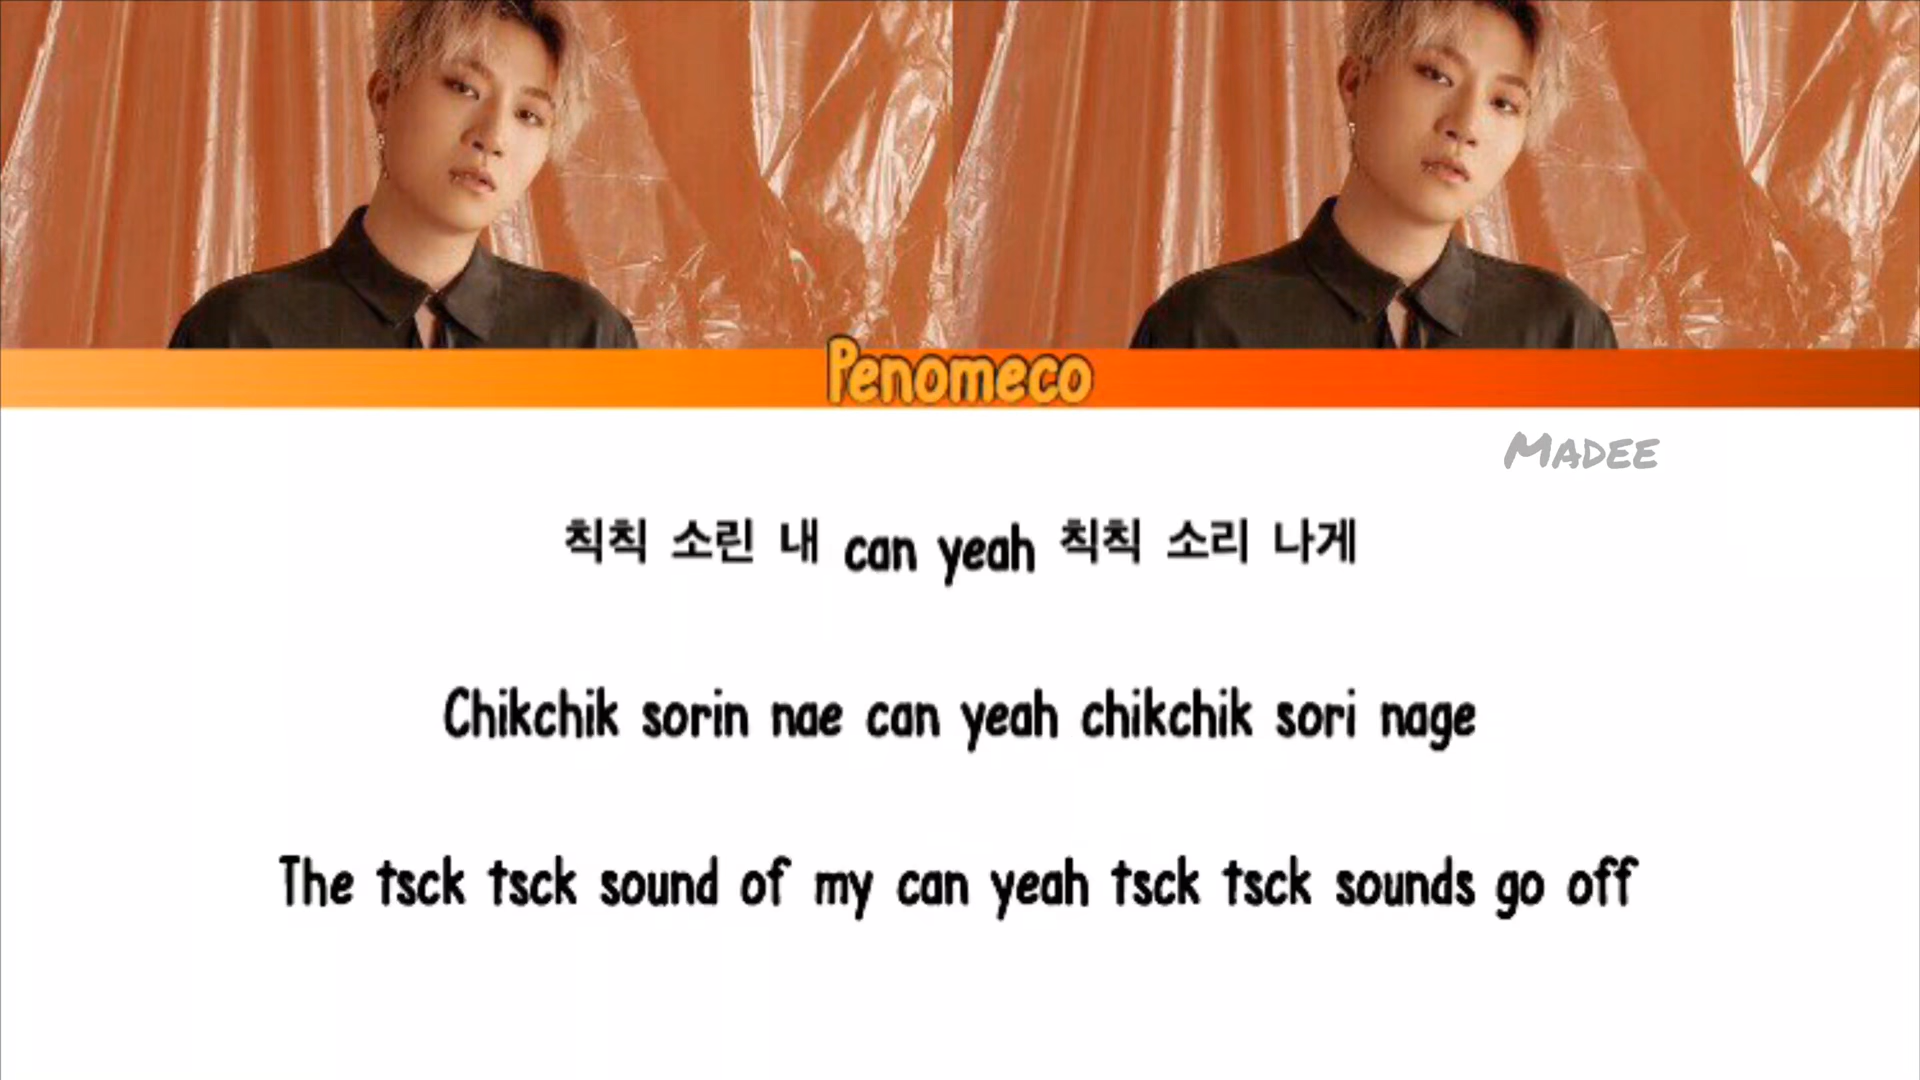 Penomeco
Madee
칙칙 소린 내 can yeah 칙칙 소리 나게
Chikchik sorin nae can yeah chikchik sori nage
The tsck tsck sound of my can yeah tsck tsck sounds go off